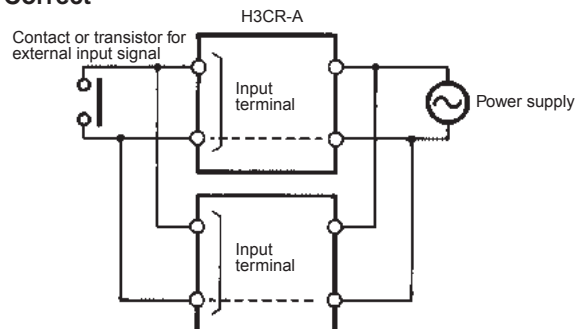 Correct
H3CR-A
Contact or transistor for
external input signal
Input
terminal
Power supply
Input
terminal